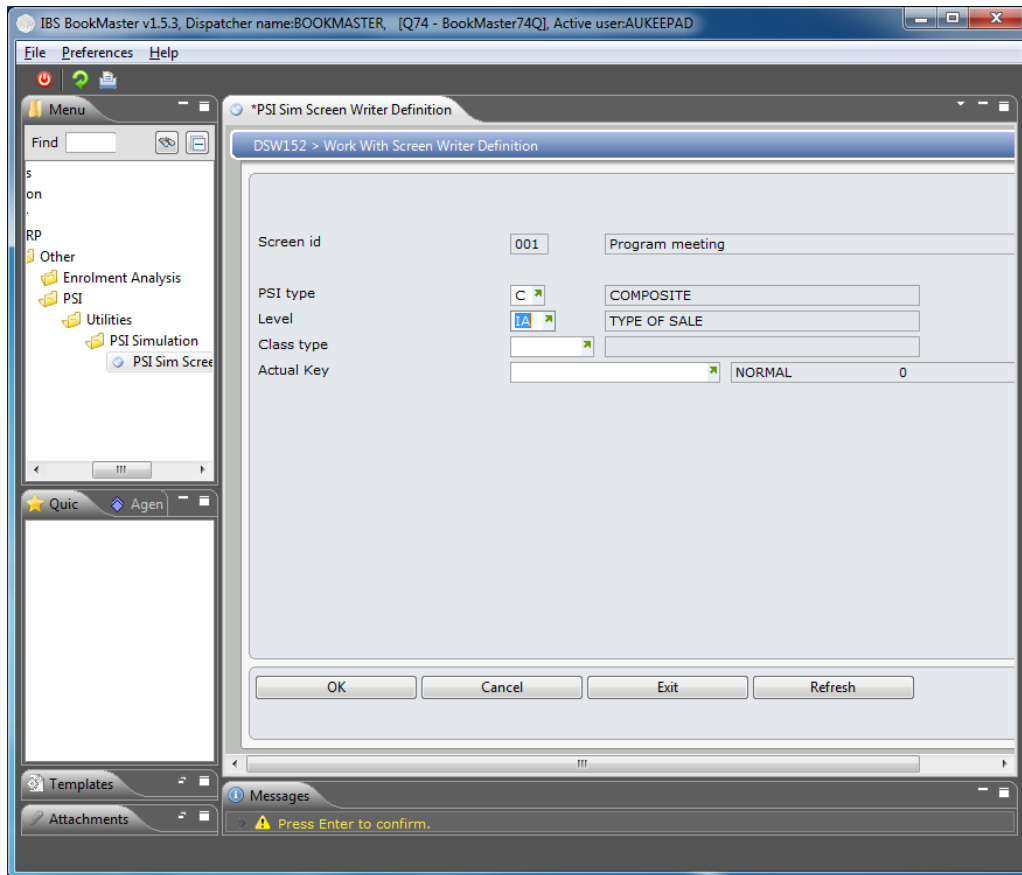 IBS BookMaster v1.5.3, Dispatcher name:BOOKMASTER, [Q74 - BookMaster74Q], Active user:AUKEEPAD
File Preferences Help
Menu
Find
s
on
RP
Other
Enrolment Analysis
PSI
Utilities
PSI Simulation
PSI Sim Scree
Quic Agen
Templates
Attachments
*PSI Sim Screen Writer Definition
DSW152 > Work With Screen Writer Definition
Screen id 001 Program meeting
PSI type C COMPOSITE
Level IA TYPE OF SALE
Class type
Actual Key NORMAL 0
OK Cancel Exit Refresh
Messages
Press Enter to confirm.